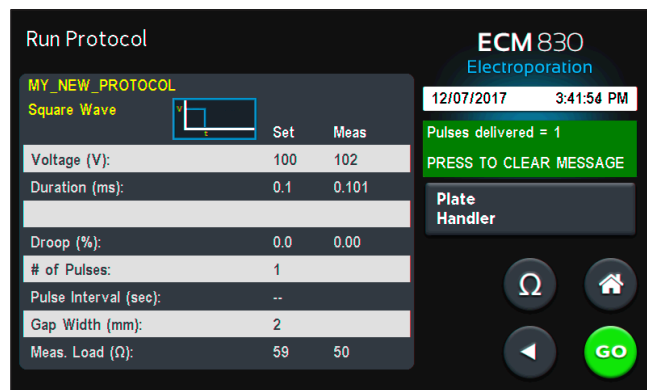 Run Protocol
ECM 830
Electroporation
MY_NEW_PROTOCOL
Square Wave
V
t
Set Meas
12/07/2017 3:41:54 PM
Pulses delivered = 1
PRESS TO CLEAR MESSAGE
Voltage (V): 100 102
Duration (ms): 0.1 0.101
Plate
Handler
Droop (%): 0.0 0.00
# of Pulses: 1
Pulse Interval (sec): --
Gap Width (mm): 2
Meas. Load (Ω): 59 50
Ω
GO